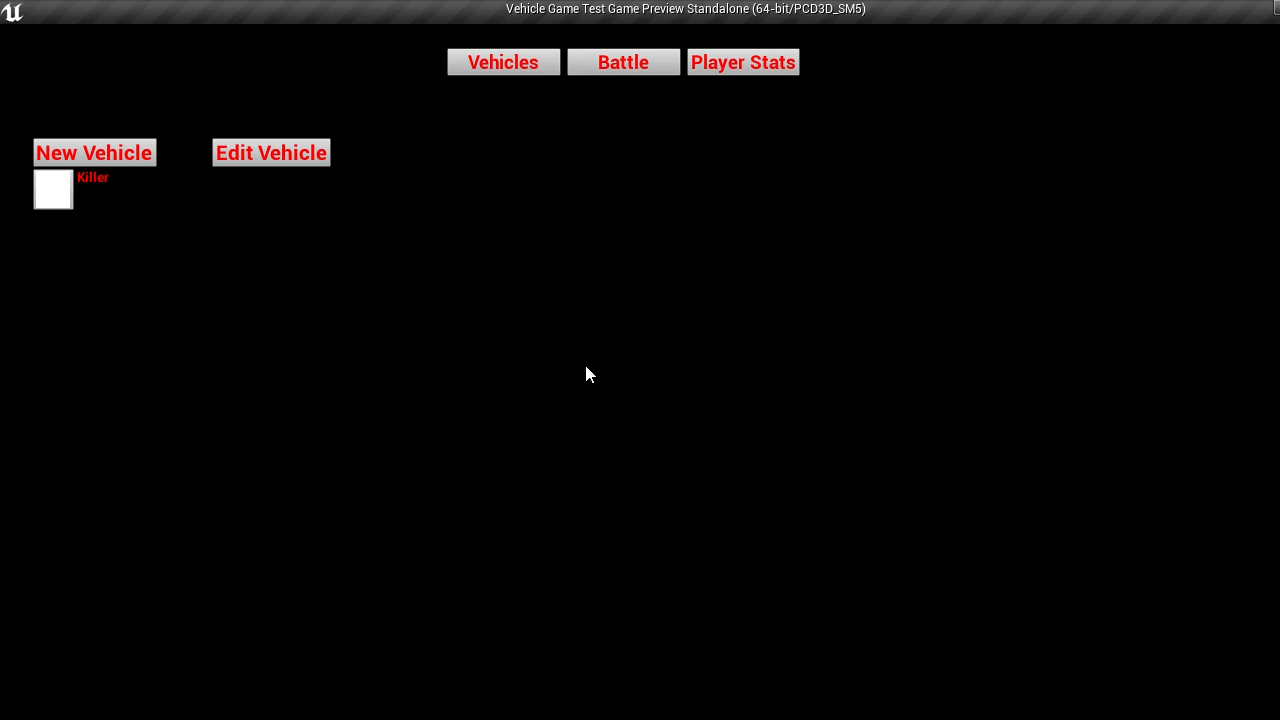 Vehicle Game Test Game Preview Standalone (64-bit/PCD3D_SM5)
Vehicles Battle Player Stats
New Vehicle Edit Vehicle
Killer